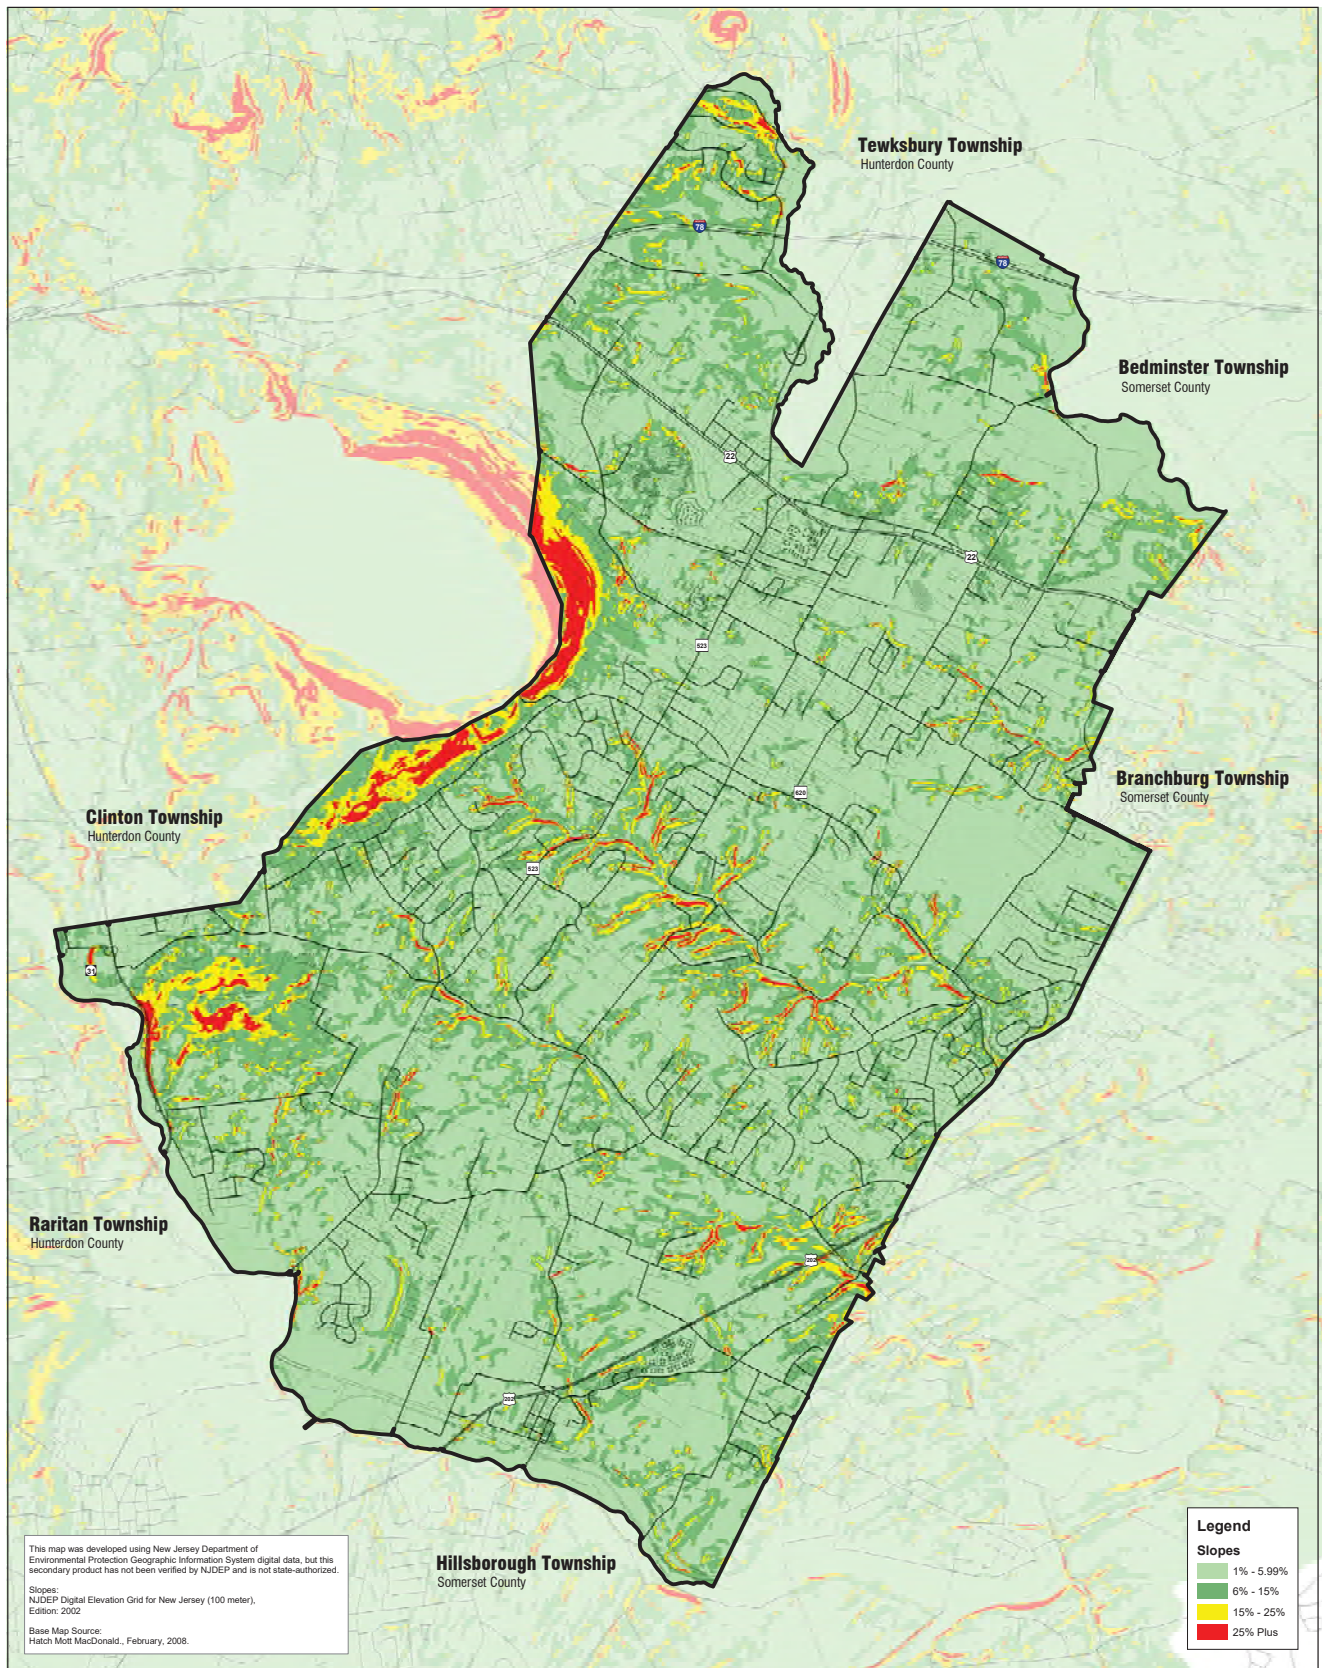 Tewksbury Township
Hunterdon County
78
78
Bedminster Township
Somerset County
22
22
523
Branchburg Township
Somerset County
620
Clinton Township
Hunterdon County
523
31
Raritan Township
Hunterdon County
202
202
Legend
Slopes
1% - 5.99%
6% - 15%
15% - 25%
25% Plus
This map was developed using New Jersey Department of
Environmental Protection Geographic Information System digital data, but this
secondary product has not been verified by NJDEP and is not state-authorized.
Slopes:
NJDEP Digital Elevation Grid for New Jersey (100 meter),
Edition: 2002
Base Map Source:
Hatch Mott MacDonald., February, 2008.
Hillsborough Township
Somerset County